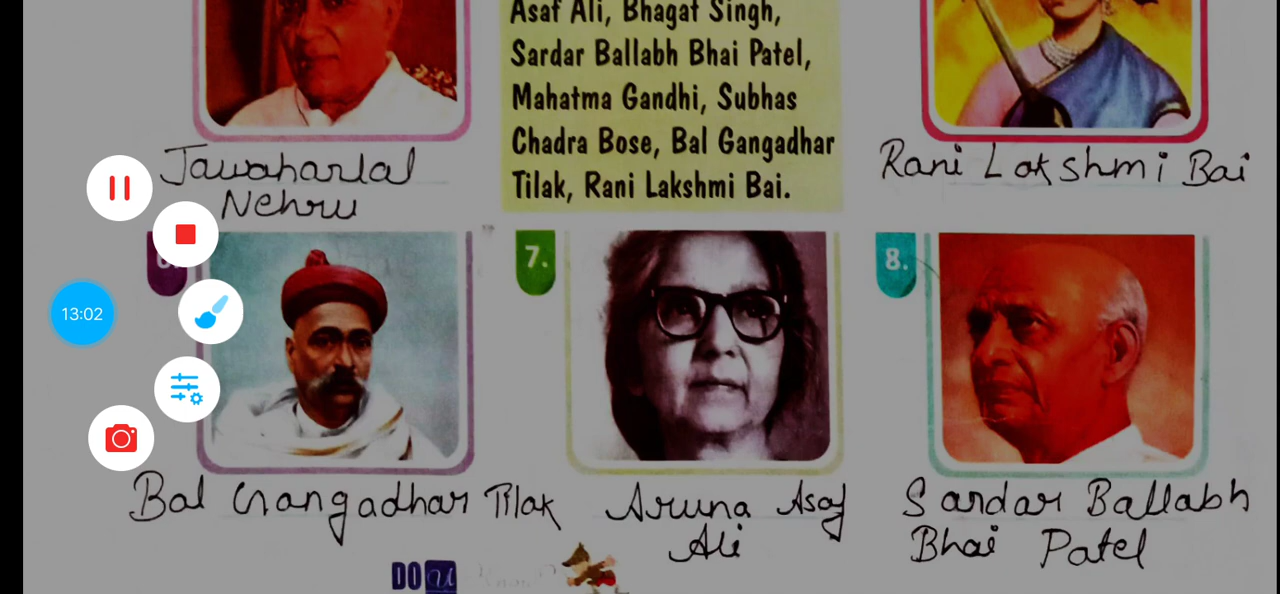 Asaf Ali, Bhagat Singh,
Sardar Ballabh Bhai Patel,
Mahatma Gandhi, Subhas
Chadra Bose, Bal Gangadhar
Tilak, Rani Lakshmi Bai.
Jawaharlal
Nehru
Rani Lakshmi Bai
13:02
7.
8.
Bal Gangadhar Tilak
Aruna Asaf
Ali
Sardar Ballabh
Bhai Patel
DO U